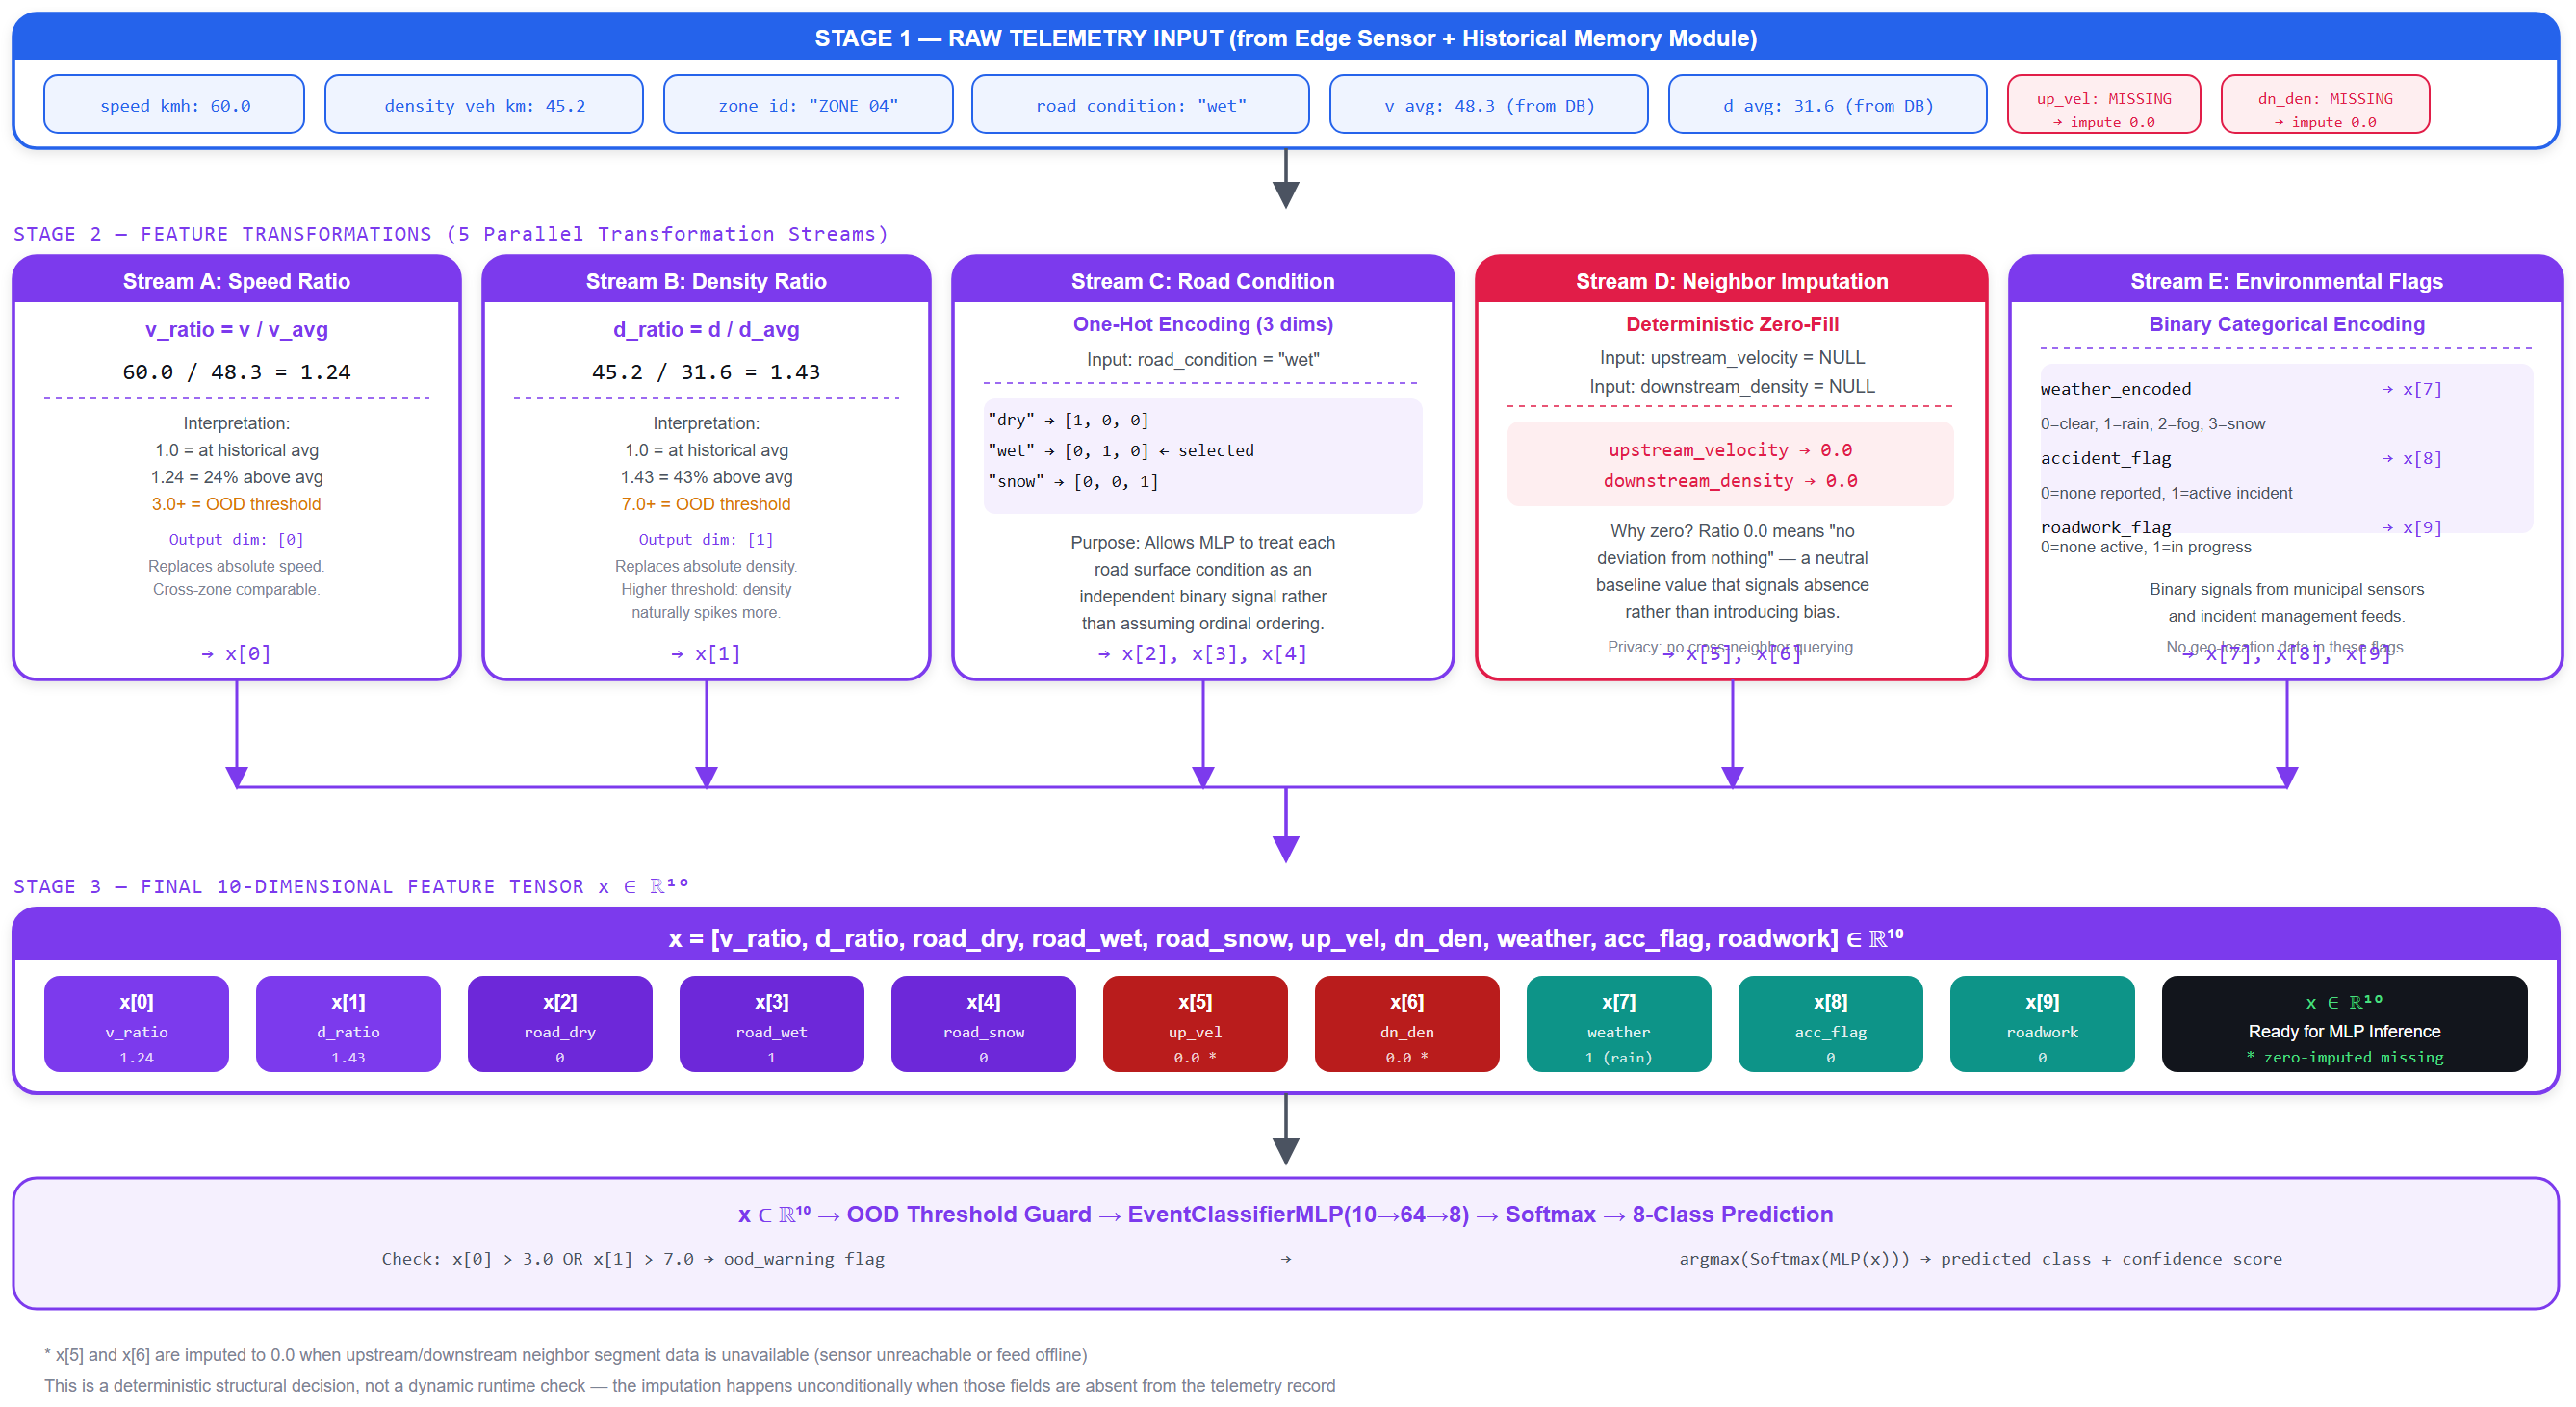 STAGE 1 — RAW TELEMETRY INPUT (from Edge Sensor + Historical Memory Module)
speed_kmh: 60.0
density_veh_km: 45.2
zone_id: "ZONE_04"
road_condition: "wet"
v_avg: 48.3 (from DB)
d_avg: 31.6 (from DB)
up_vel: MISSING
→ impute 0.0
dn_den: MISSING
→ impute 0.0
STAGE 2 — FEATURE TRANSFORMATIONS (5 Parallel Transformation Streams)
Stream A: Speed Ratio
v_ratio = v / v_avg
60.0 / 48.3 = 1.24
Interpretation:
1.0 = at historical avg
1.24 = 24% above avg
3.0+ = OOD threshold
Output dim: [0]
Replaces absolute speed.
Cross-zone comparable.
→ x[0]
Stream B: Density Ratio
d_ratio = d / d_avg
45.2 / 31.6 = 1.43
Interpretation:
1.0 = at historical avg
1.43 = 43% above avg
7.0+ = OOD threshold
Output dim: [1]
Replaces absolute density.
Higher threshold: density
naturally spikes more.
→ x[1]
Stream C: Road Condition
One-Hot Encoding (3 dims)
Input: road_condition = "wet"
"dry" → [1, 0, 0]
"wet" → [0, 1, 0] ← selected
"snow" → [0, 0, 1]
Purpose: Allows MLP to treat each
road surface condition as an
independent binary signal rather
than assuming ordinal ordering.
→ x[2], x[3], x[4]
Stream D: Neighbor Imputation
Deterministic Zero-Fill
Input: upstream_velocity = NULL
Input: downstream_density = NULL
upstream_velocity → 0.0
downstream_density → 0.0
Why zero? Ratio 0.0 means "no
deviation from nothing" — a neutral
baseline value that signals absence
rather than introducing bias.
Privacy: no cross-neighbor querying.
→ x[5], x[6]
Stream E: Environmental Flags
Binary Categorical Encoding
weather_encoded → x[7]
0=clear, 1=rain, 2=fog, 3=snow
accident_flag → x[8]
0=none reported, 1=active incident
roadwork_flag → x[9]
0=none active, 1=in progress
Binary signals from municipal sensors
and incident management feeds.
No geo-location data in these flags.
→ x[7], x[8], x[9]
STAGE 3 — FINAL 10-DIMENSIONAL FEATURE TENSOR x ∈ ℝ¹⁰
x = [v_ratio, d_ratio, road_dry, road_wet, road_snow, up_vel, dn_den, weather, acc_flag, roadwork] ∈ ℝ¹⁰
x[0]
v_ratio
1.24
x[1]
d_ratio
1.43
x[2]
road_dry
0
x[3]
road_wet
1
x[4]
road_snow
0
x[5]
up_vel
0.0 *
x[6]
dn_den
0.0 *
x[7]
weather
1 (rain)
x[8]
acc_flag
0
x[9]
roadwork
0
x ∈ ℝ¹⁰
Ready for MLP Inference
* zero-imputed missing
x ∈ ℝ¹⁰ → OOD Threshold Guard → EventClassifierMLP(10→64→8) → Softmax → 8-Class Prediction
Check: x[0] > 3.0 OR x[1] > 7.0 → ood_warning flag
→
argmax(Softmax(MLP(x))) → predicted class + confidence score
* x[5] and x[6] are imputed to 0.0 when upstream/downstream neighbor segment data is unavailable (sensor unreachable or feed offline)
This is a deterministic structural decision, not a dynamic runtime check — the imputation happens unconditionally when those fields are absent from the telemetry record